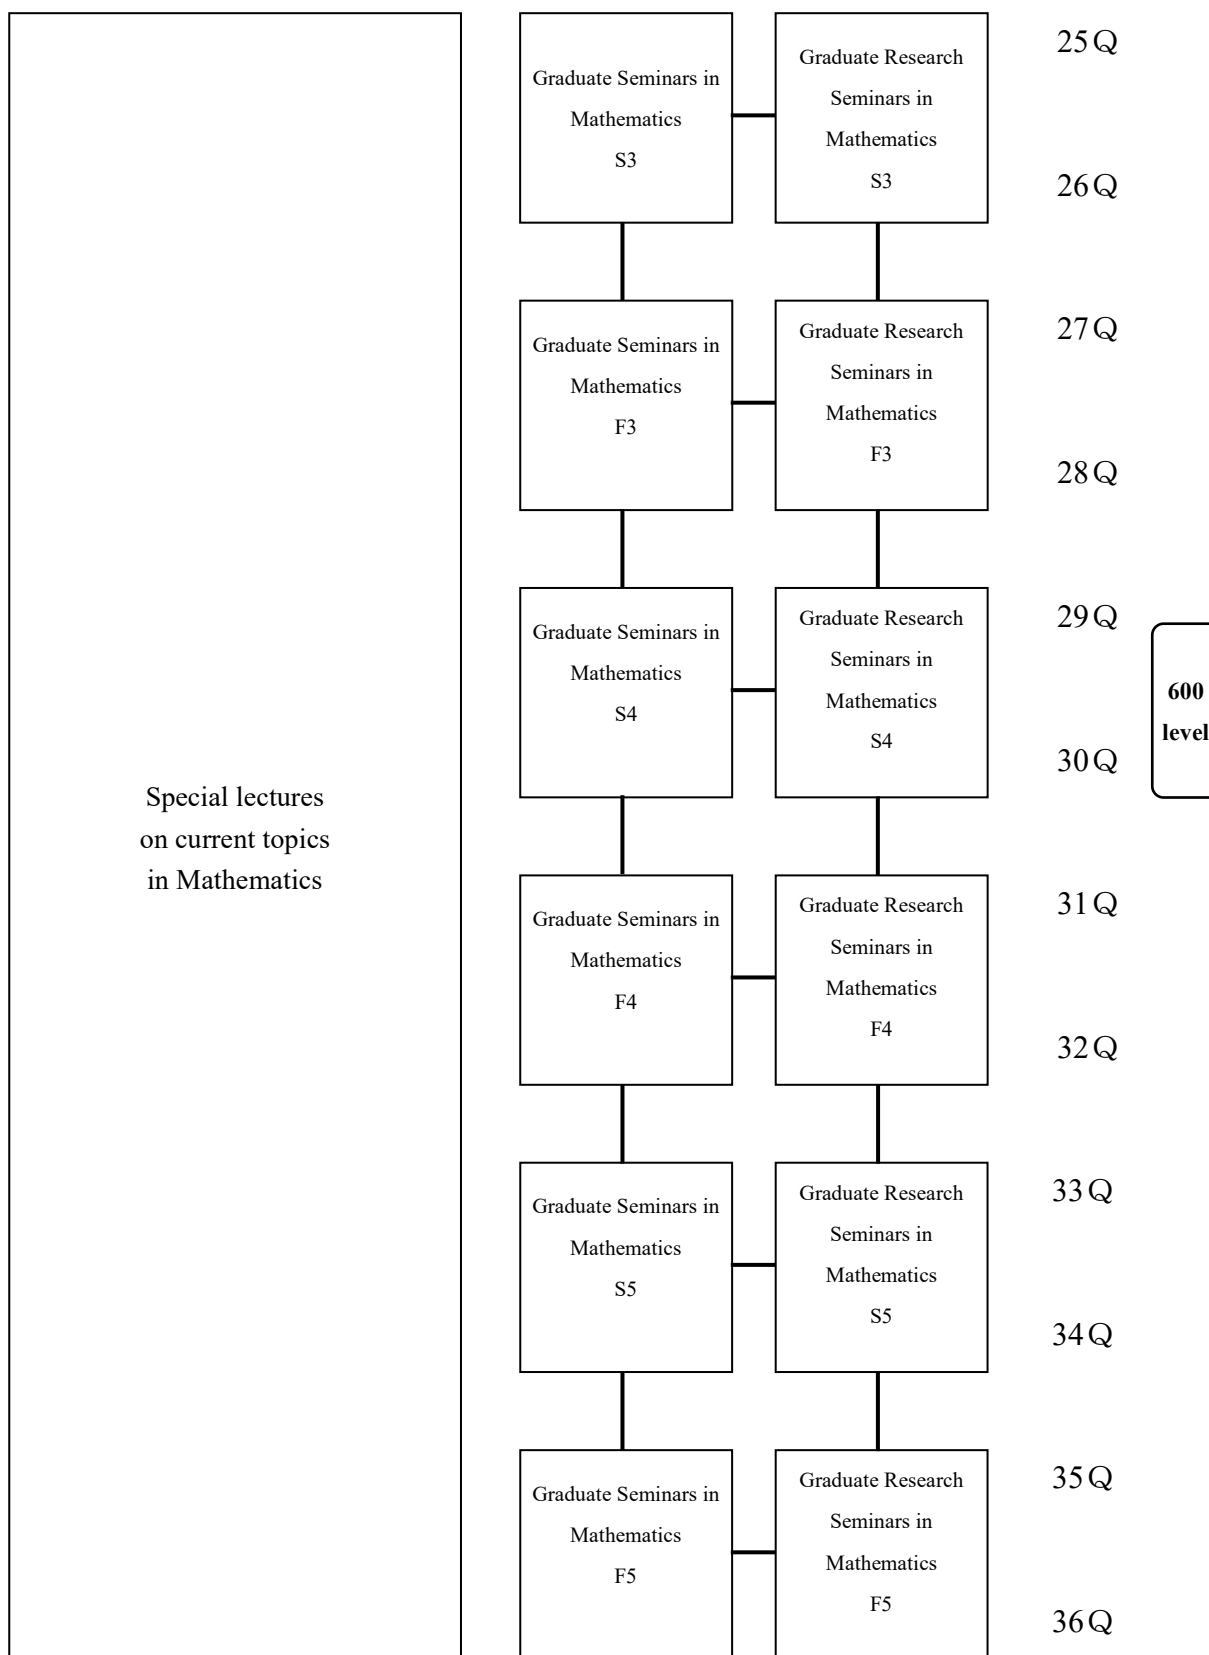 Graduate Seminars in
Mathematics
S3
Graduate Research
Seminars in
Mathematics
S3
25Q
26Q
Graduate Seminars in
Mathematics
F3
Graduate Research
Seminars in
Mathematics
F3
27Q
28Q
Graduate Seminars in
Mathematics
S4
Graduate Research
Seminars in
Mathematics
S4
29Q
30Q
600
level
Special lectures
on current topics
in Mathematics
Graduate Seminars in
Mathematics
F4
Graduate Research
Seminars in
Mathematics
F4
31Q
32Q
Graduate Seminars in
Mathematics
S5
Graduate Research
Seminars in
Mathematics
S5
33Q
34Q
Graduate Seminars in
Mathematics
F5
Graduate Research
Seminars in
Mathematics
F5
35Q
36Q